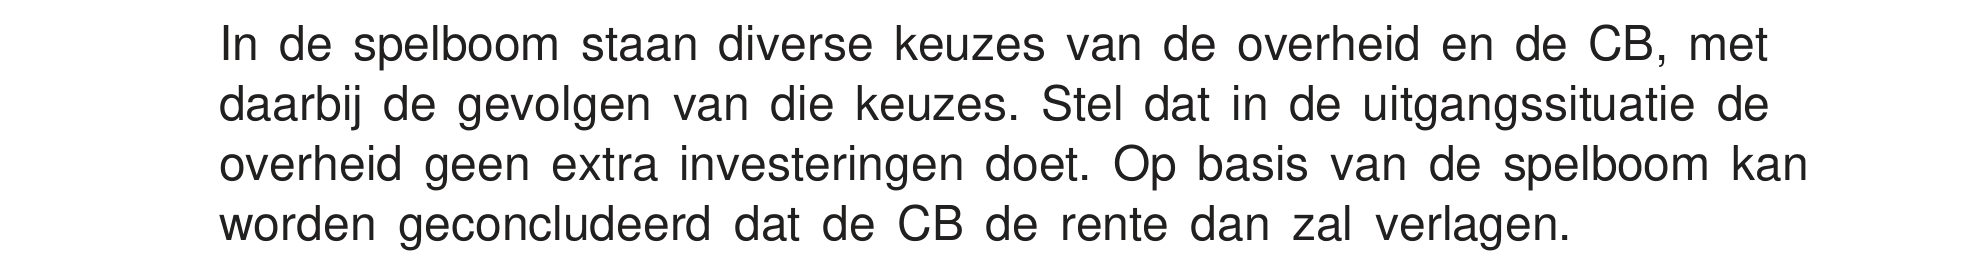 In de spelboom staan diverse keuzes van de overheid en de CB, met
daarbij de gevolgen van die keuzes. Stel dat in de uitgangssituatie de
overheid geen extra investeringen doet. Op basis van de spelboom kan
worden geconcludeerd dat de CB de rente dan zal verlagen.